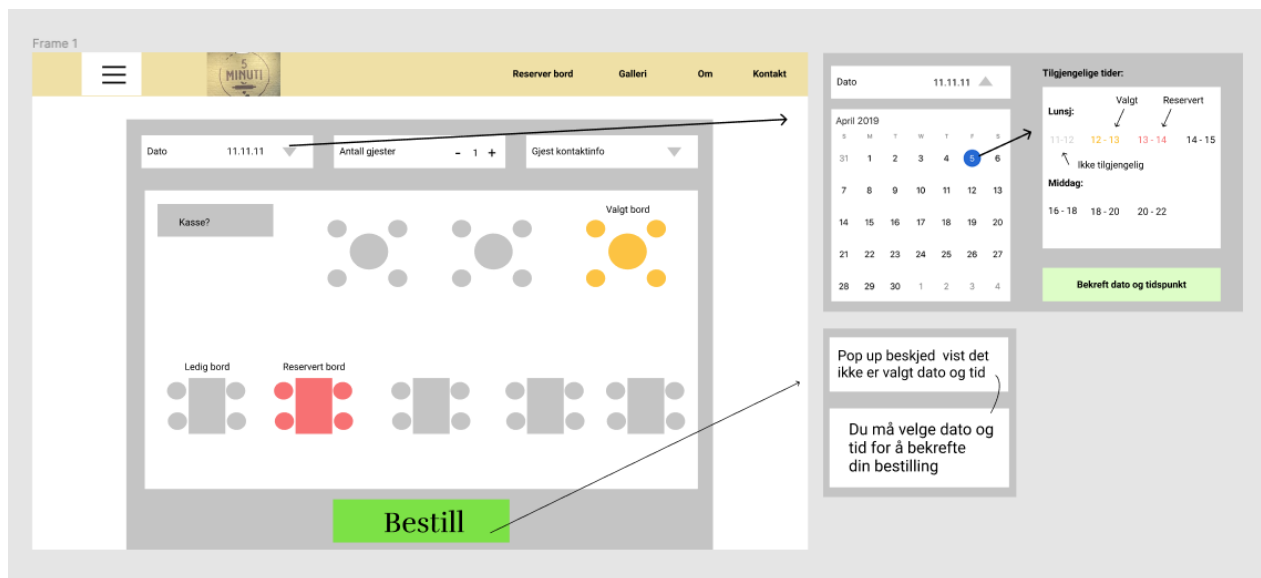 Frame 1
5
MINUTI
Reserver bord
Galleri
Om
Kontakt
Dato
11.11.11
Antall gjester
- 1 +
Gjest kontaktinfo
Kasse?
Valgt bord
Ledig bord
Reservert bord
Bestill
Dato
11.11.11
April 2019
S M T W T F S
31 1 2 3 4 5 6
7 8 9 10 11 12 13
14 15 16 17 18 19 20
21 22 23 24 25 26 27
28 29 30 1 2 3 4
Tilgjengelige tider:
Lunsj:
Valgt
Reservert
11-12 12 - 13 13 - 14 14 - 15
Ikke tilgjengelig
Middag:
16 - 18 18 - 20 20 - 22
Bekreft dato og tidspunkt
Pop up beskjed vist det
ikke er valgt dato og tid
Du må velge dato og
tid for å bekrefte
din bestilling